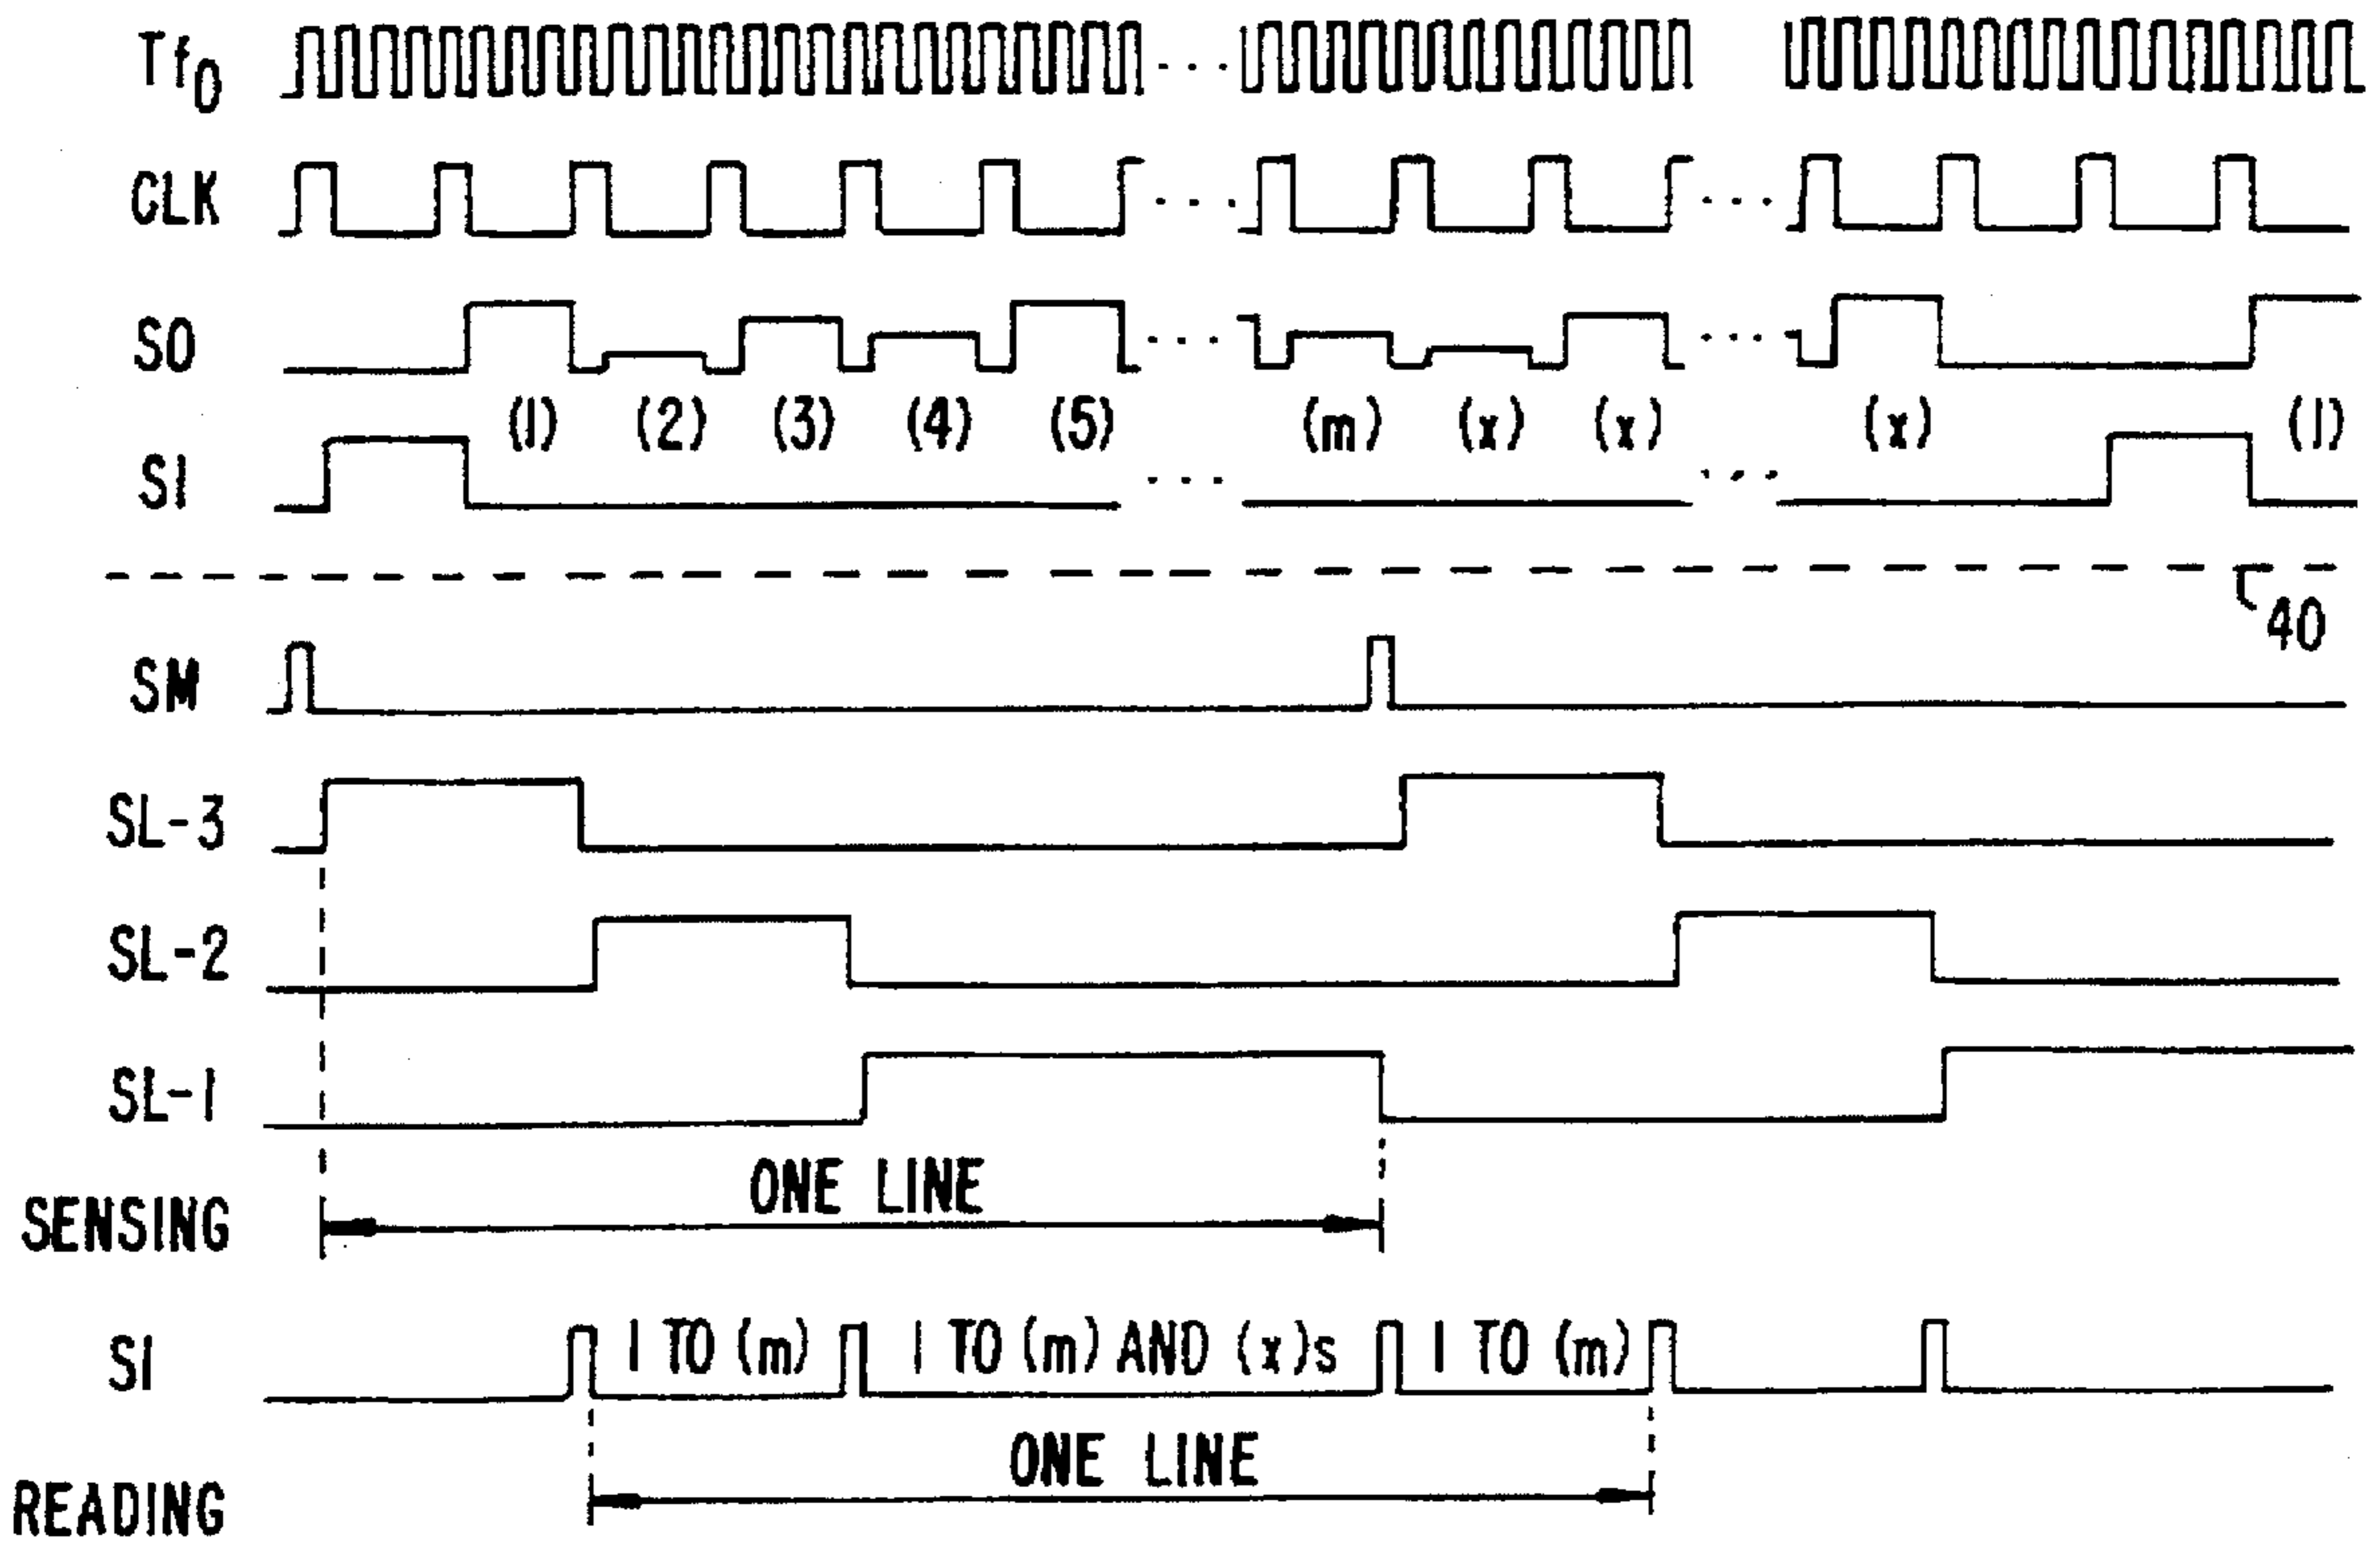 Tf0
CLK
SO
(1) (2) (3) (4) (5) (m) (x) (x) (x) (1)
SI
40
SM
SL-3
SL-2
SL-1
ONE LINE
SENSING
1 TO (m) 1 TO (m) AND (x)s 1 TO (m)
SI
ONE LINE
READING